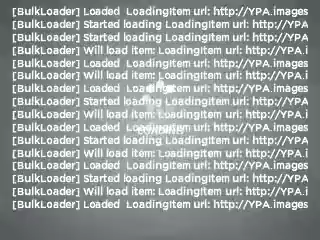 [BulkLoader] Loaded LoadingItem url: http://YPA.images
[BulkLoader] Started loading LoadingItem url: http://YPA
[BulkLoader] Will load item: LoadingItem url: http://YPA.i
[BulkLoader] Started loading LoadingItem url: http://YPA
[BulkLoader] Loaded LoadingItem url: http://YPA.images
[BulkLoader] Will load item: LoadingItem url: http://YPA.i
[BulkLoader] Loaded LoadingItem url: http://YPA.images
[BulkLoader] Started loading LoadingItem url: http://YPA
[BulkLoader] Will load item: LoadingItem url: http://YPA.i
[BulkLoader] Loaded LoadingItem url: http://YPA.images
[BulkLoader] Started loading LoadingItem url: http://YPA
[BulkLoader] Will load item: LoadingItem url: http://YPA.i
[BulkLoader] Loaded LoadingItem url: http://YPA.images
[BulkLoader] Started loading LoadingItem url: http://YPA
[BulkLoader] Will load item: LoadingItem url: http://YPA.i
[BulkLoader] Loaded LoadingItem url: http://YPA.images